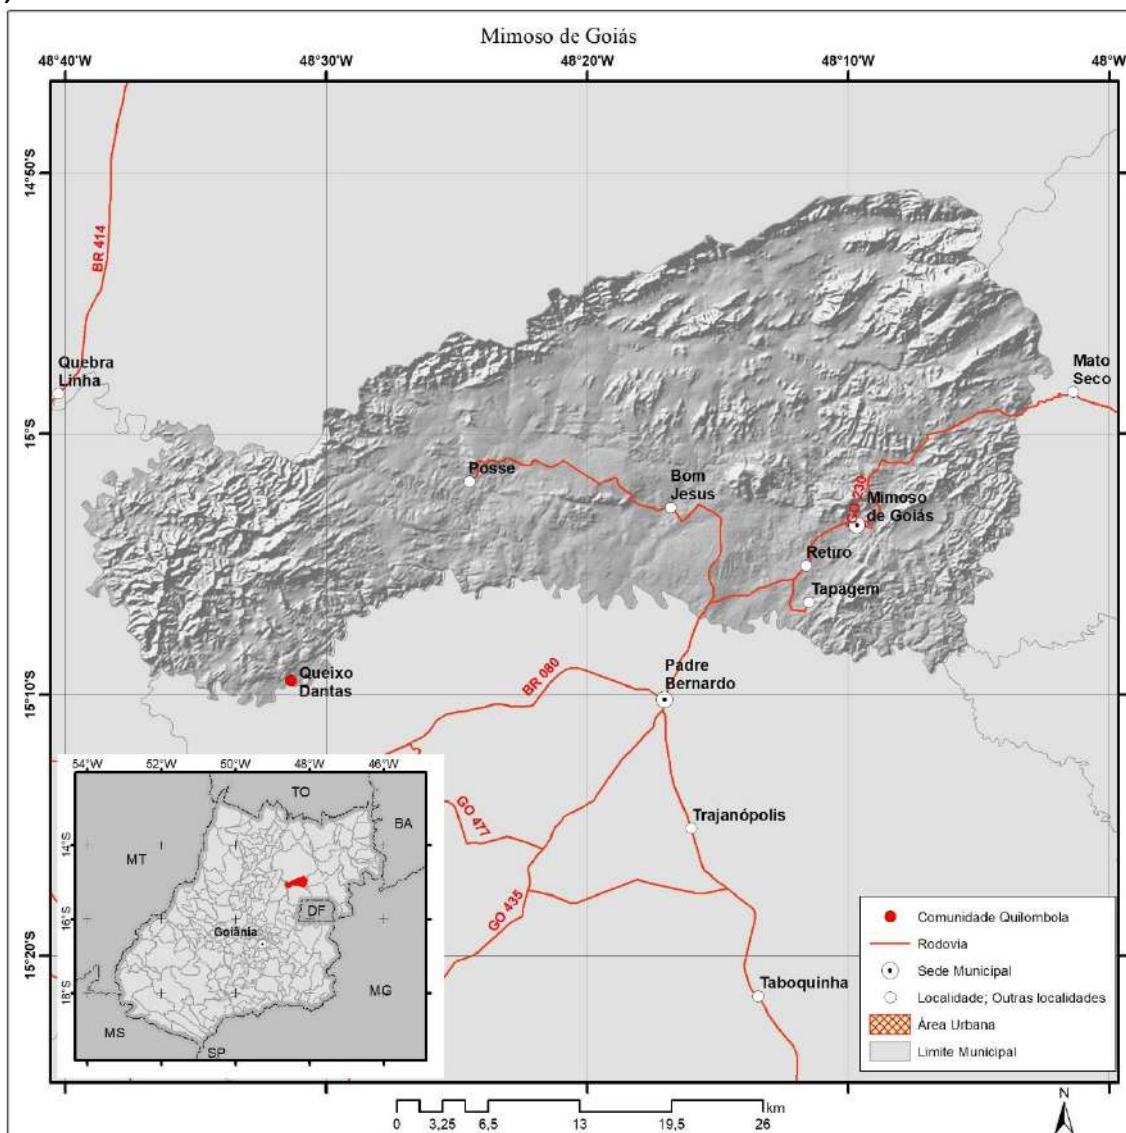 )
Mimoso de Goiás
48°40'W 48°30'W 48°20'W 48°10'W 48°W
14°50'S
BR 414
Quebra
Linha
Mato
Seco
15°S
Posse
Bom
Jesus
GO 230
Mimoso
de Goiás
Retiro
Tapagem
Queixo
Dantas
Padre
Bernardo
BR 080
15°10'S
54°W 52°W 50°W 48°W 46°W
TO
BA
14°S
MT
GO 477
Trajanópolis
DF
16°S
Goiânia
GO 435
15°20'S
18°S
MG
MS
SP
Taboquinha
Comunidade Quilombola
Rodovia
Sede Municipal
Localidade; Outras localidades
Área Urbana
Limite Municipal
km
0 3,25 6,5 13 19,5 26
N